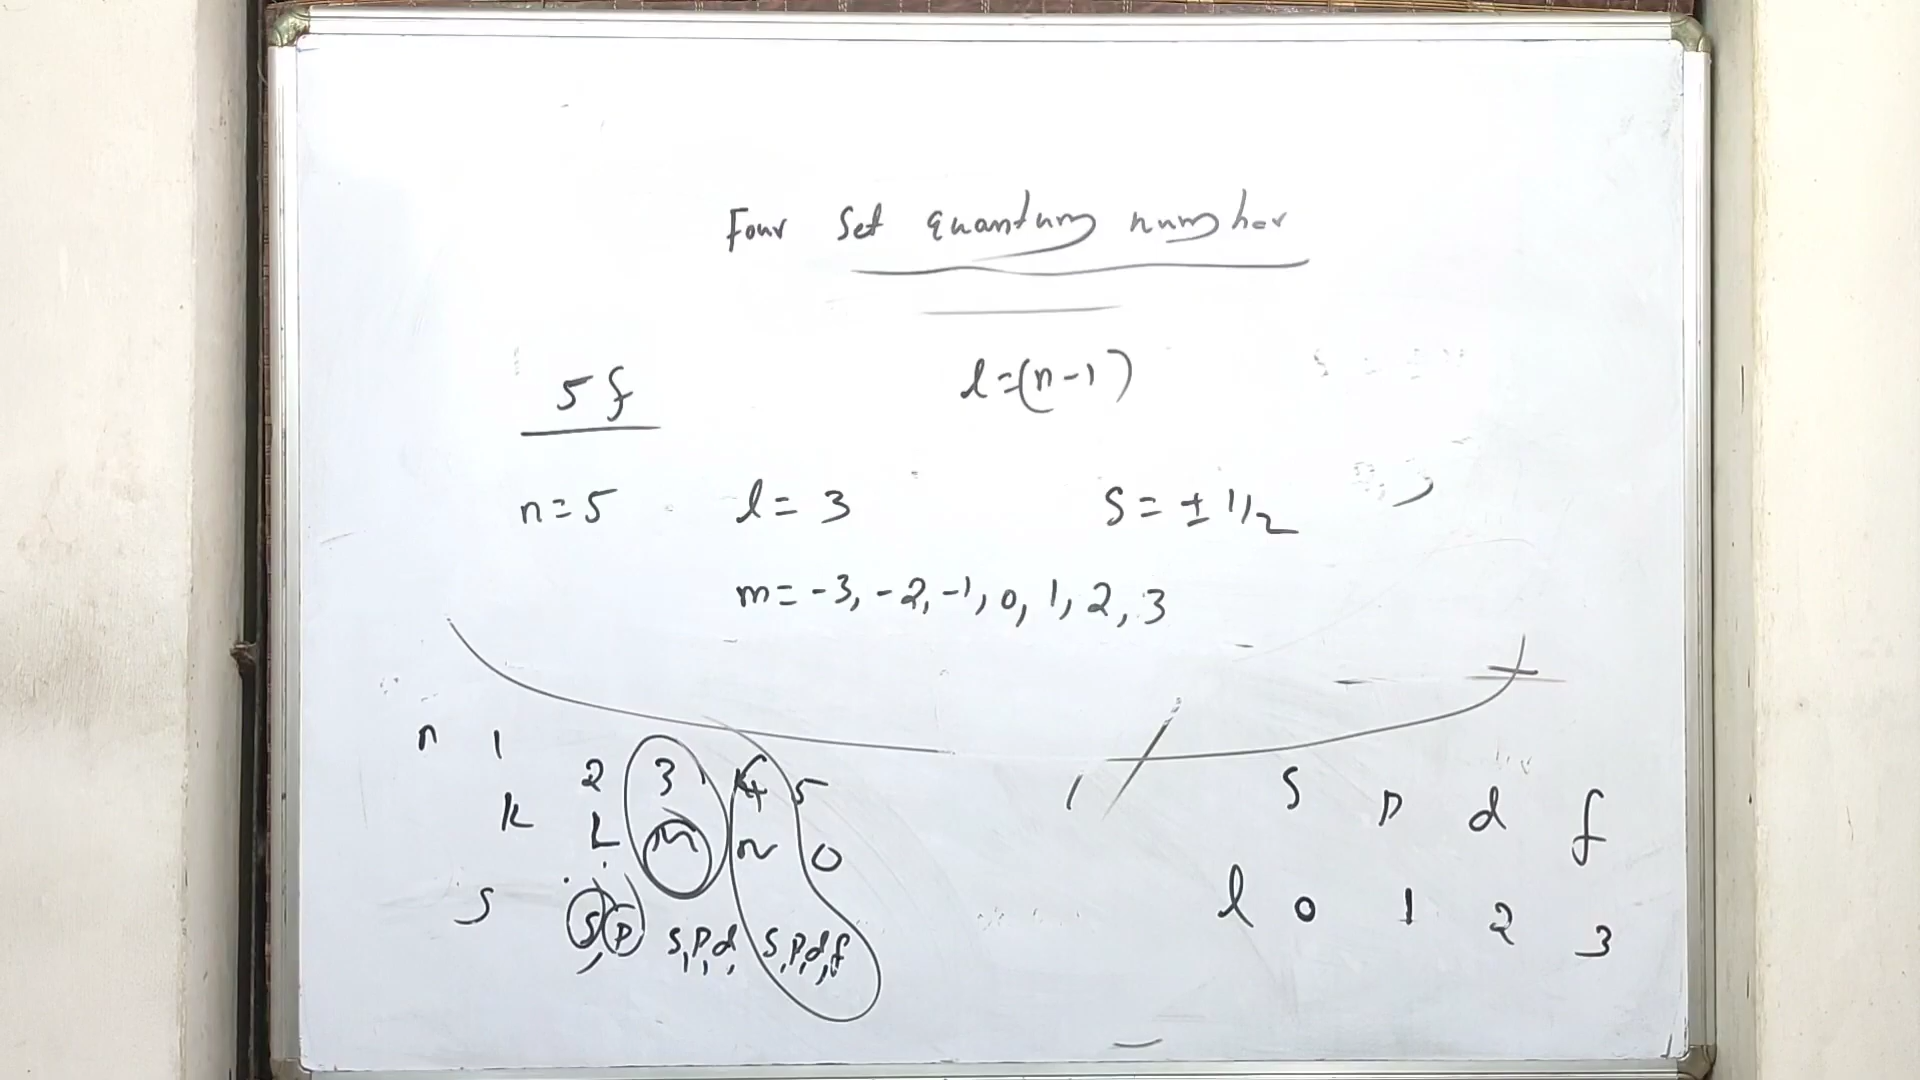 Four Set quantum number
5f l=(n-1)
n=5 l=3 S=±1/2
m=-3,-2,-1,0,1,2,3
n 1 2 3 4 5
K L M N O
S S,P S,P,d, S,P,d,f
S P d f
l 0 1 2 3